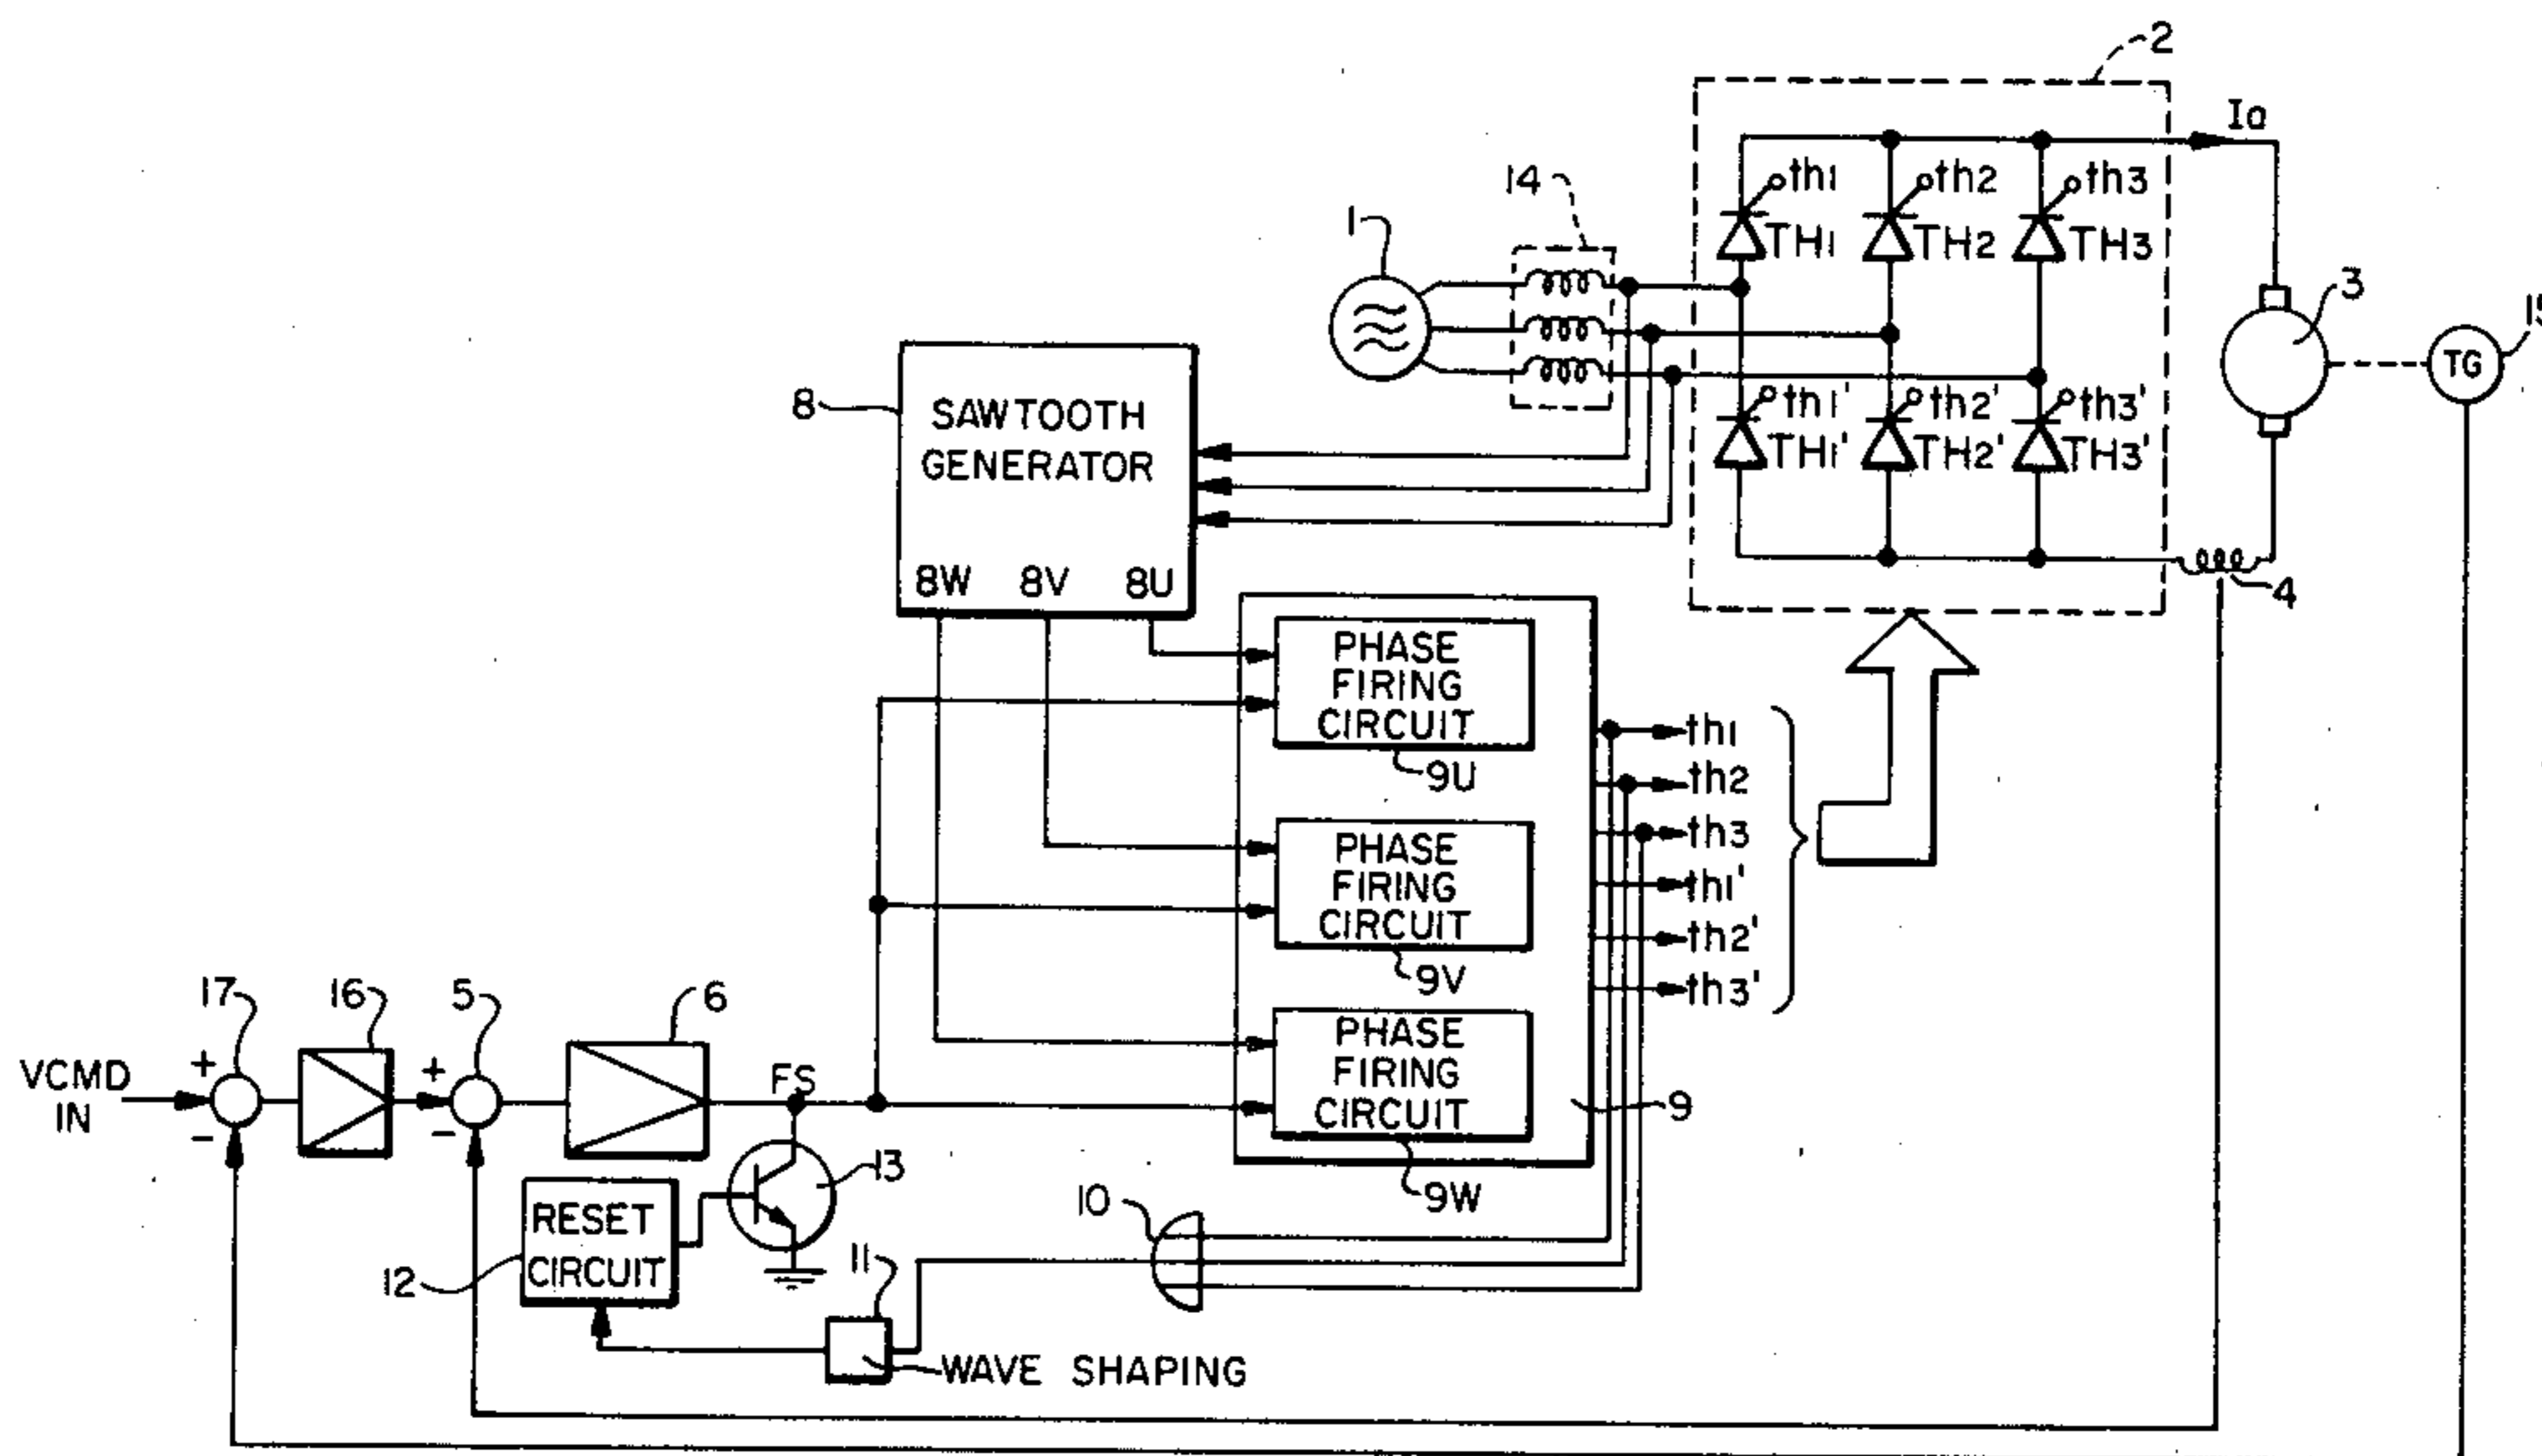 2
Ia
14
th1
th2
th3
1
TH1
TH2
TH3
3
15
TG
8
SAWTOOTH
GENERATOR
th1'
th2'
th3'
TH1'
TH2'
TH3'
4
8W
8V
8U
PHASE
FIRING
CIRCUIT
9U
th1
th2
th3
th1'
th2'
th3'
PHASE
FIRING
CIRCUIT
9V
PHASE
FIRING
CIRCUIT
9W
9
17
16
5
6
VCMD
IN
+
-
+
-
FS
13
RESET
CIRCUIT
12
10
11
WAVE SHAPING